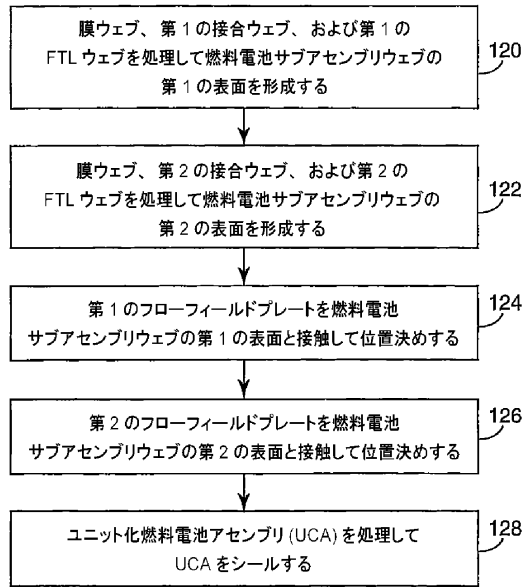 膜ウェブ、第1の接合ウェブ、および第1の
FTLウェブを処理して燃料電池サブアセンブリウェブの
第1の表面を形成する
120
膜ウェブ、第2の接合ウェブ、および第2の
FTLウェブを処理して燃料電池サブアセンブリウェブの
第2の表面を形成する
122
第1のフローフィールドプレートを燃料電池
サブアセンブリウェブの第1の表面と接触して位置決めする
124
第2のフローフィールドプレートを燃料電池
サブアセンブリウェブの第2の表面と接触して位置決めする
126
ユニット化燃料電池アセンブリ(UCA)を処理して
UCAをシールする
128